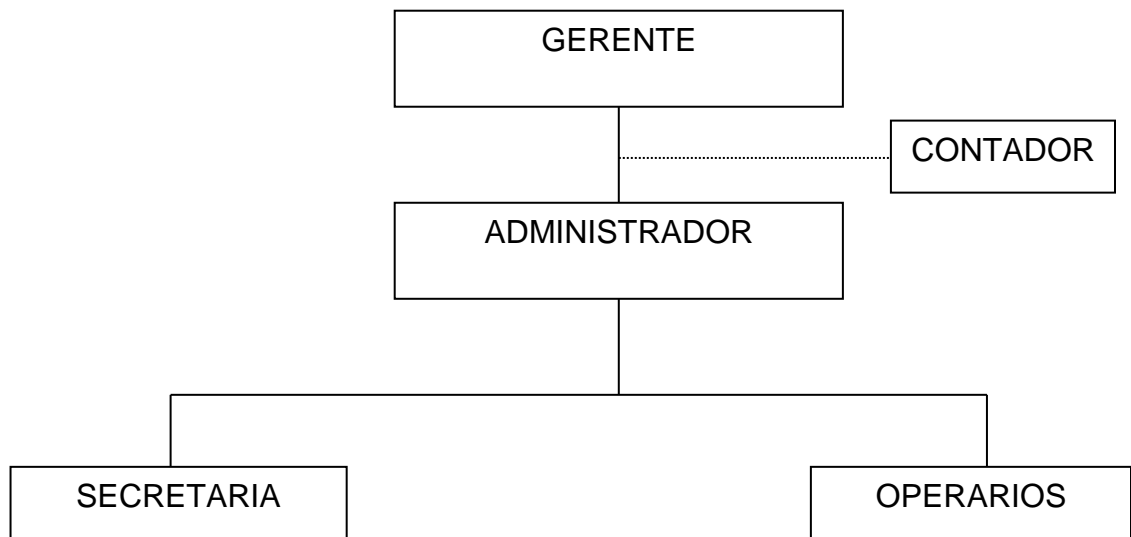 GERENTE
CONTADOR
ADMINISTRADOR
SECRETARIA
OPERARIOS